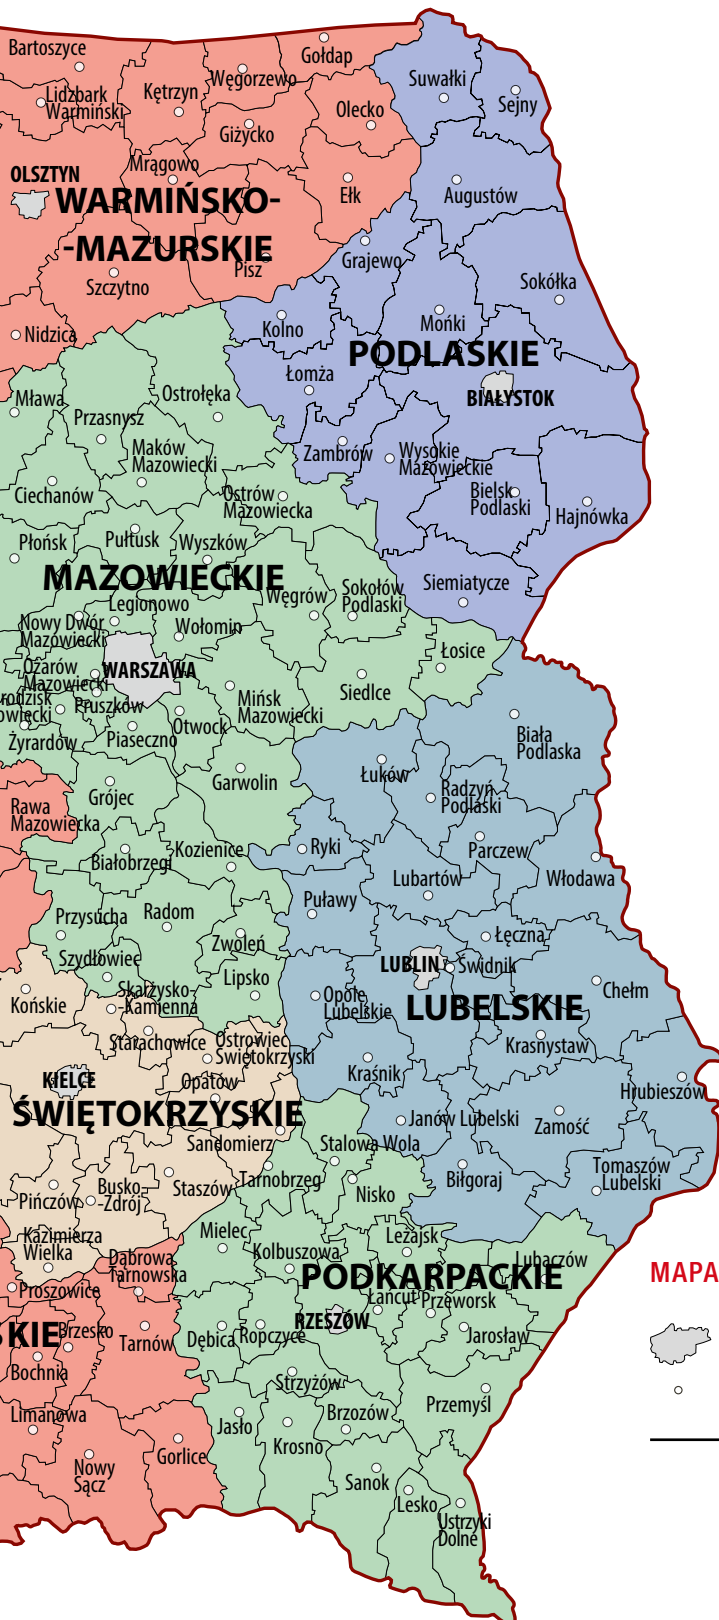 Bartoszyce
Gołdap
Węgorzewo
Suwałki
Lidzbark
Warmiński
Kętrzyn
Sejny
Olecko
Giżycko
Mrągowo
OLSZTYN
Ełk
Augustów
WARMIŃSKO-
-MAZURSKIE
Pisz
Grajewo
Szczytno
Sokółka
Nidzica
Kolno
Mońki
PODLASKIE
Łomża
Mława
Ostrołęka
BIAŁYSTOK
Przasnysz
Maków
Mazowiecki
Zambrów
Wysokie
Mazowieckie
Ciechanów
Ostrów
Mazowiecka
Bielsk
Podlaski
Hajnówka
Płońsk
Pułtusk
Wyszków
MAZOWIECKIE
Siemiatycze
Węgrów
Sokołów
Podlaski
Legionowo
Nowy Dwór
Mazowiecki
Wołomin
Łosice
Ożarów
Mazowiecki
WARSZAWA
Siedlce
rodzisk
owiecki
Pruszków
Mińsk
Mazowiecki
Otwock
Żyrardów
Piaseczno
Biała
Podlaska
Garwolin
Łuków
Radzyń
Podlaski
Grójec
Rawa
Mazowiecka
Białobrzegi
Kozienice
Ryki
Parczew
Lubartów
Włodawa
Przysucha
Radom
Puławy
Zwoleń
Łęczna
Szydłowiec
Lipsko
LUBLIN
Świdnik
Końskie
Skarżysko-
-Kamienna
Opole
Lubelskie
LUBELSKIE
Chełm
Starachowice
Ostrowiec
Świętokrzyski
Krasnystaw
KIELCE
Opatów
Kraśnik
Hrubieszów
ŚWIĘTOKRZYSKIE
Janów Lubelski
Zamość
Sandomierz
Stalowa Wola
Tomaszów
Lubelski
Pińczów
Busko-
-Zdrój
Staszów
Tarnobrzeg
Nisko
Biłgoraj
Kazimierza
Wielka
Mielec
Leżajsk
Dąbrowa
Tarnowska
Kolbuszowa
Lubaczów
Proszowice
PODKARPACKIE
MAPA
Łańcut
Przeworsk
SKIE
Brzesko
Tarnów
Dębica
Ropczyce
RZESZÓW
Jarosław
Bochnia
Strzyżów
Limanowa
Jasło
Brzozów
Przemyśl
Krosno
Nowy
Sącz
Gorlice
Sanok
Lesko
Ustrzyki
Dolne